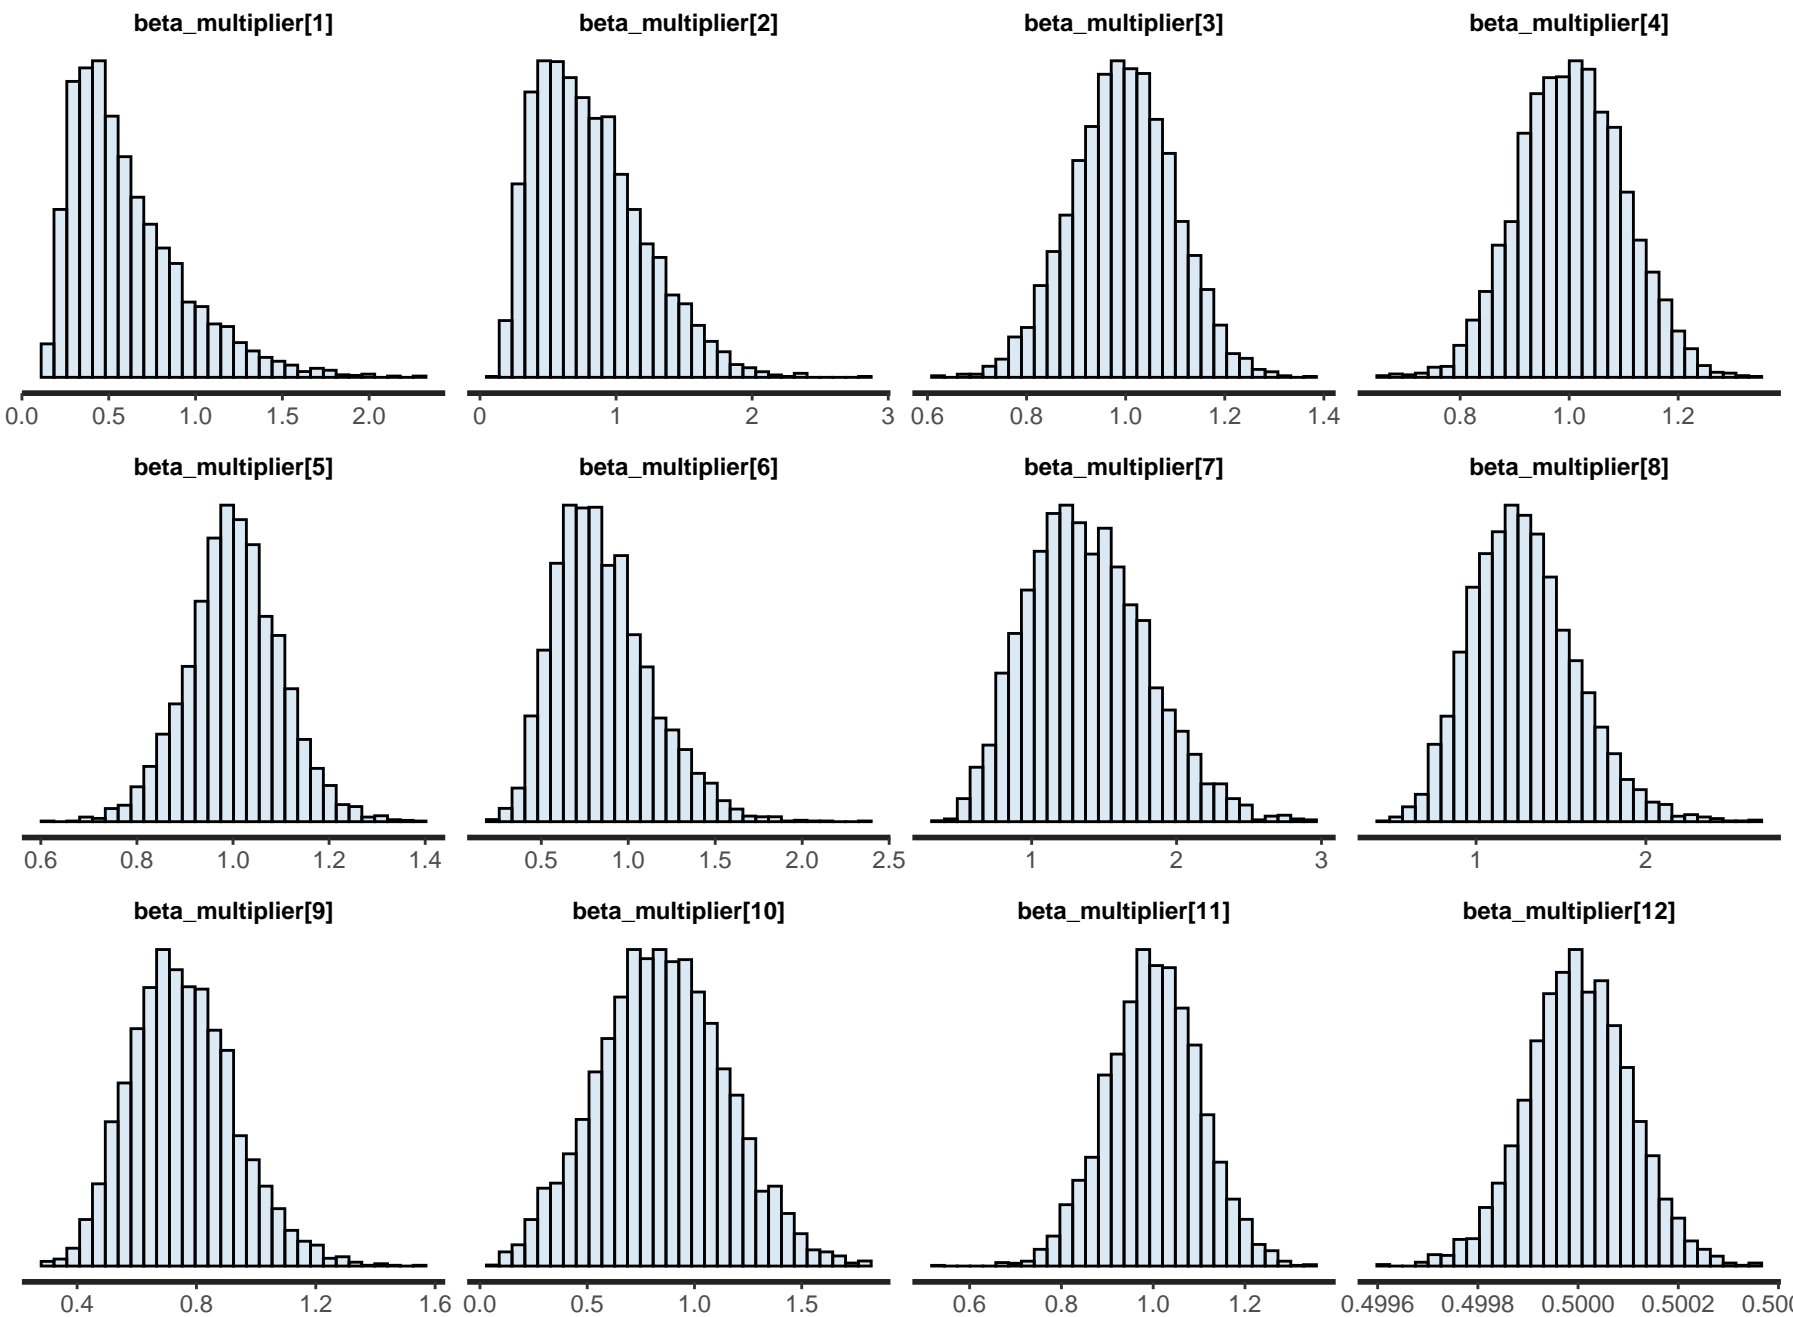 beta_multiplier[1] beta_multiplier[2] beta_multiplier[3] beta_multiplier[4]
0.0 0.5 1.0 1.5 2.0 0 1 2 3 0.6 0.8 1.0 1.2 1.4 0.8 1.0 1.2
beta_multiplier[5] beta_multiplier[6] beta_multiplier[7] beta_multiplier[8]
0.6 0.8 1.0 1.2 1.4 0.5 1.0 1.5 2.0 2.5 1 2 3 1 2
beta_multiplier[9] beta_multiplier[10] beta_multiplier[11] beta_multiplier[12]
0.4 0.8 1.2 1.6 0.0 0.5 1.0 1.5 0.6 0.8 1.0 1.2 0.4996 0.4998 0.5000 0.5002